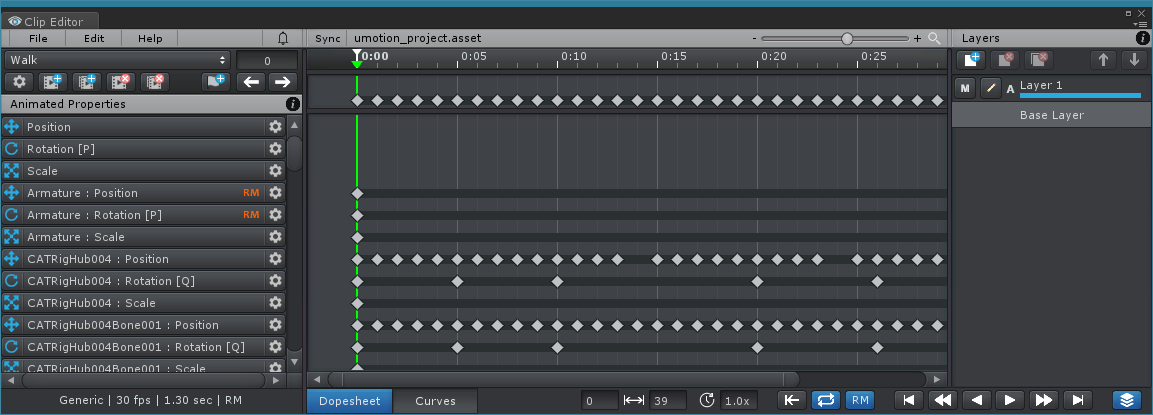 Clip Editor
File Edit Help Sync umotion_project.asset - + Layers
Walk 0 0:00 0:05 0:10 0:15 0:20 0:25
Animated Properties
M A Layer 1
Base Layer
Position
Rotation [P]
Scale
Armature : Position RM
Armature : Rotation [P] RM
Armature : Scale
CATRigHub004 : Position
CATRigHub004 : Rotation [Q]
CATRigHub004 : Scale
CATRigHub004Bone001 : Position
CATRigHub004Bone001 : Rotation [Q]
CATRigHub004Bone001 : Scale
Generic | 30 fps | 1.30 sec | RM Dopesheet Curves 0 39 1.0x RM